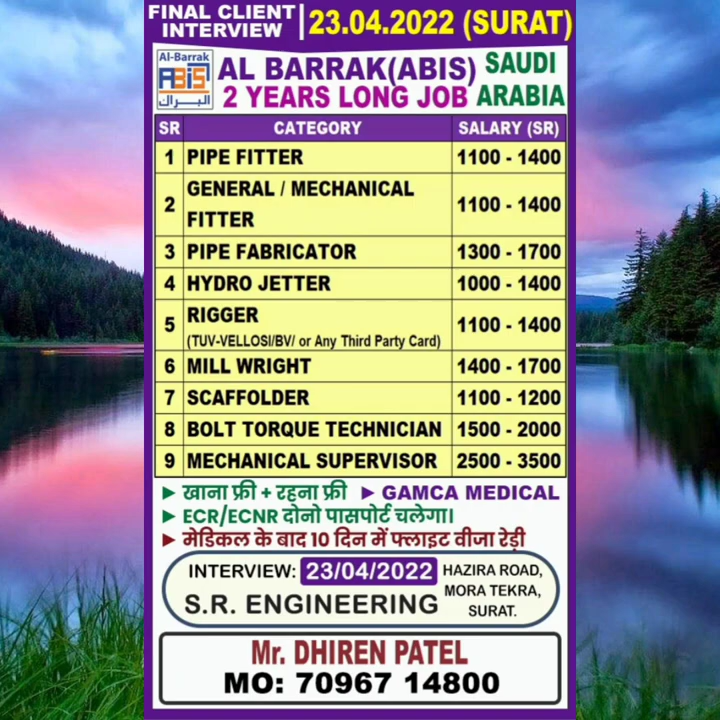 FINAL CLIENT INTERVIEW 23.04.2022 (SURAT)
Al-Barrak
ABIS
البراك
AL BARRAK(ABIS) SAUDI
2 YEARS LONG JOB ARABIA
SR CATEGORY SALARY (SR)
1 PIPE FITTER 1100 - 1400
2 GENERAL / MECHANICAL FITTER 1100 - 1400
3 PIPE FABRICATOR 1300 - 1700
4 HYDRO JETTER 1000 - 1400
5 RIGGER 1100 - 1400
(TUV-VELLOSI/BV/ or Any Third Party Card)
6 MILL WRIGHT 1400 - 1700
7 SCAFFOLDER 1100 - 1200
8 BOLT TORQUE TECHNICIAN 1500 - 2000
9 MECHANICAL SUPERVISOR 2500 - 3500
► खाना फ्री + रहना फ्री ► GAMCA MEDICAL
► ECR/ECNR दोनो पासपोर्ट चलेगा।
► मेडिकल के बाद 10 दिन में फ्लाइट वीजा रेड़ी
INTERVIEW: 23/04/2022 HAZIRA ROAD,
S.R. ENGINEERING MORA TEKRA,
SURAT.
Mr. DHIREN PATEL
MO: 70967 14800